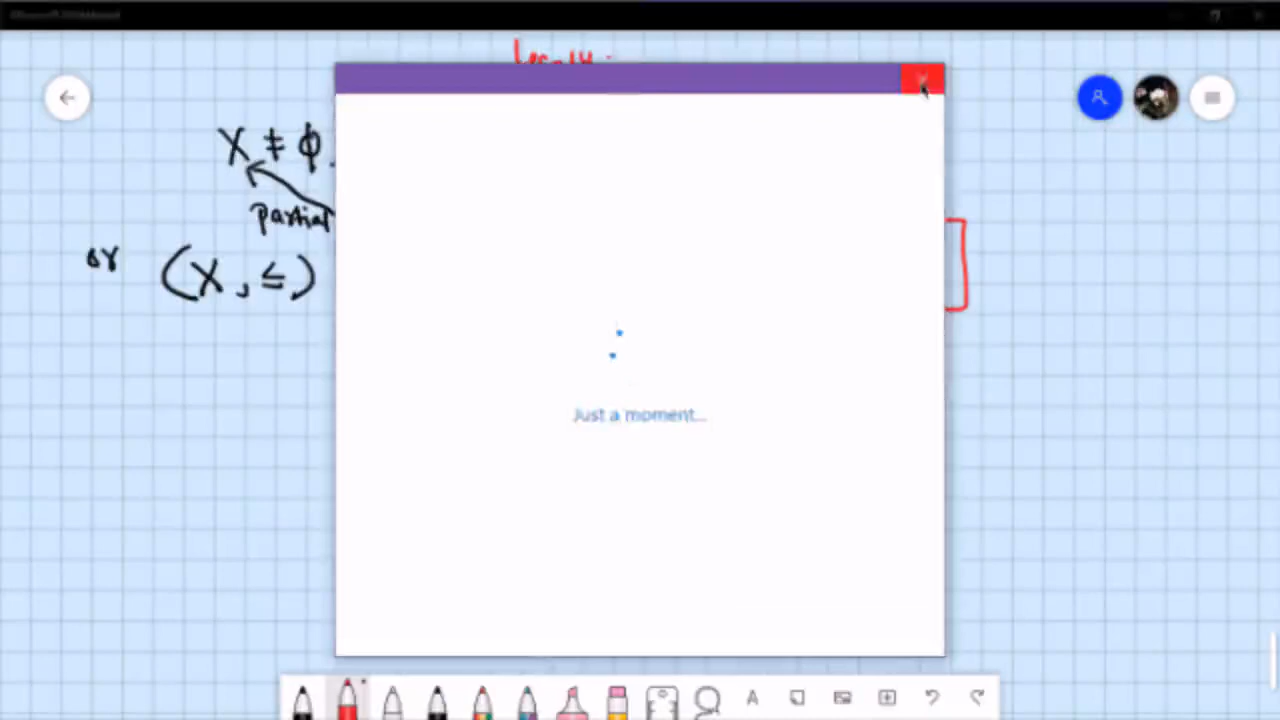 X ≠ ϕ.
partial
or (X, ≤)
Just a moment...